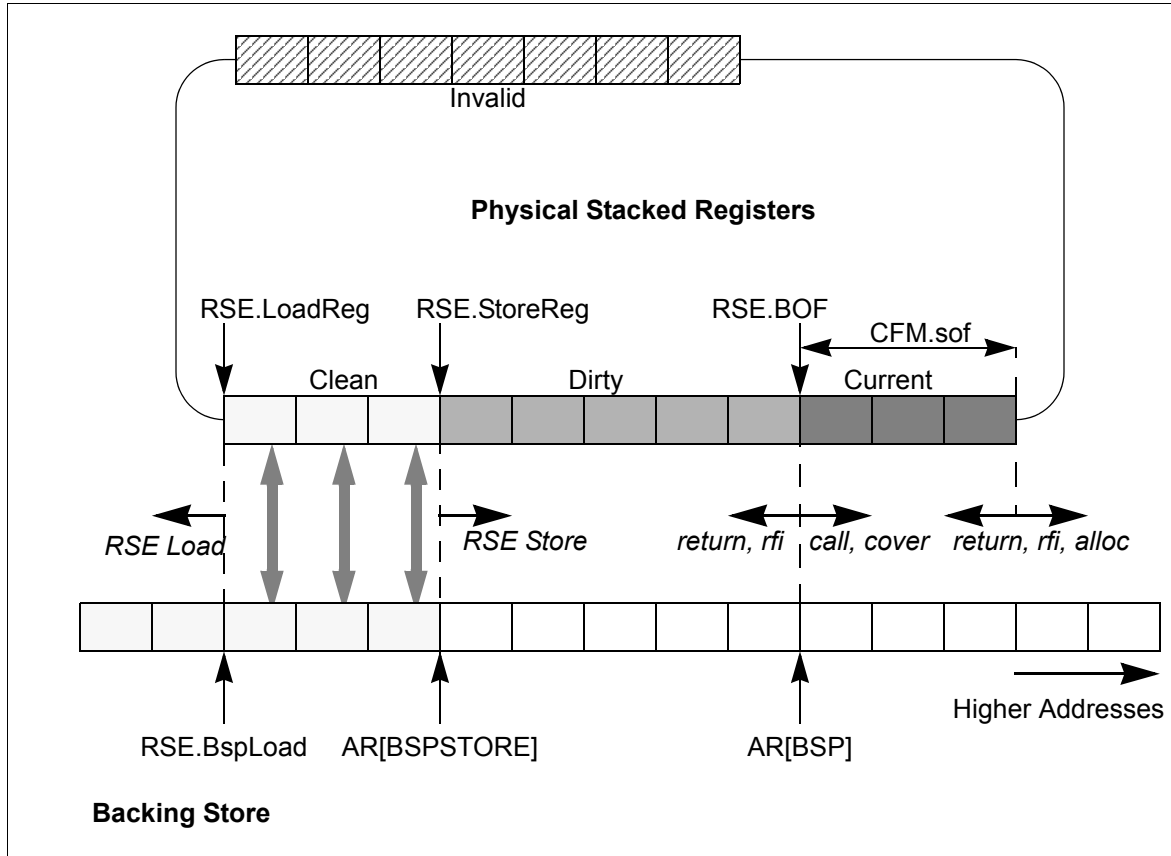 Invalid
Physical Stacked Registers
RSE.LoadReg RSE.StoreReg RSE.BOF
CFM.sof
Clean Dirty Current
RSE Load RSE Store return, rfi call, cover return, rfi, alloc
Higher Addresses
RSE.BspLoad AR[BSPSTORE] AR[BSP]
Backing Store